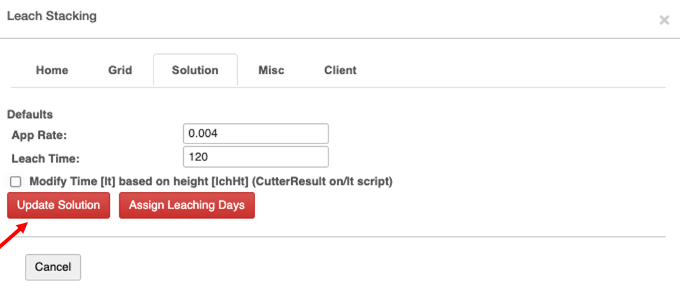 Leach Stacking
×
Home Grid Solution Misc Client
Defaults
App Rate: 0.004
Leach Time: 120
Modify Time [lt] based on height [lchHt] (CutterResult on/lt script)
Update Solution Assign Leaching Days
Cancel